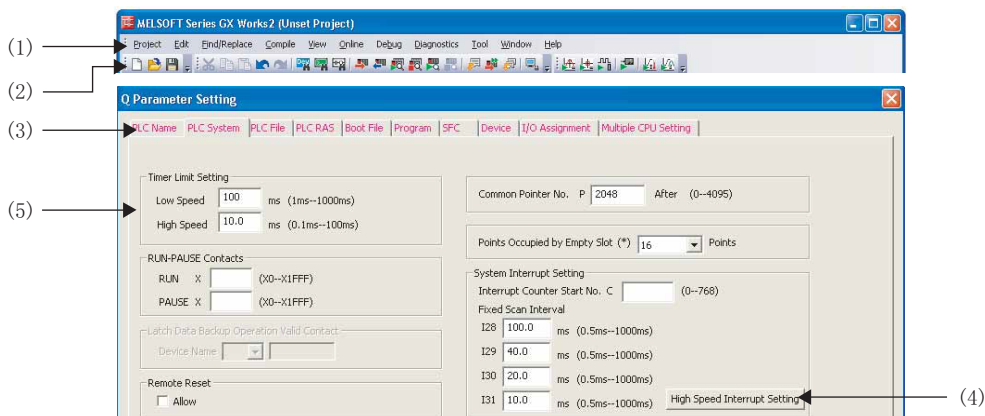 MELSOFT Series GX Works2 (Unset Project)
(1) Project Edit Find/Replace Compile View Online Debug Diagnostics Tool Window Help
(2)
Q Parameter Setting
(3) PLC Name PLC System PLC File PLC RAS Boot File Program SFC Device I/O Assignment Multiple CPU Setting
Timer Limit Setting
Low Speed 100 ms (1ms--1000ms)
(5)
High Speed 10.0 ms (0.1ms--100ms)
Common Pointer No. P 2048 After (0--4095)
Points Occupied by Empty Slot (*) 16 Points
RUN-PAUSE Contacts
RUN X (X0--X1FFF)
PAUSE X (X0--X1FFF)
Latch Data Backup Operation Valid Contact
Device Name
Remote Reset
Allow
System Interrupt Setting
Interrupt Counter Start No. C (0--768)
Fixed Scan Interval
I28 100.0 ms (0.5ms--1000ms)
I29 40.0 ms (0.5ms--1000ms)
I30 20.0 ms (0.5ms--1000ms)
I31 10.0 ms (0.5ms--1000ms) High Speed Interrupt Setting (4)